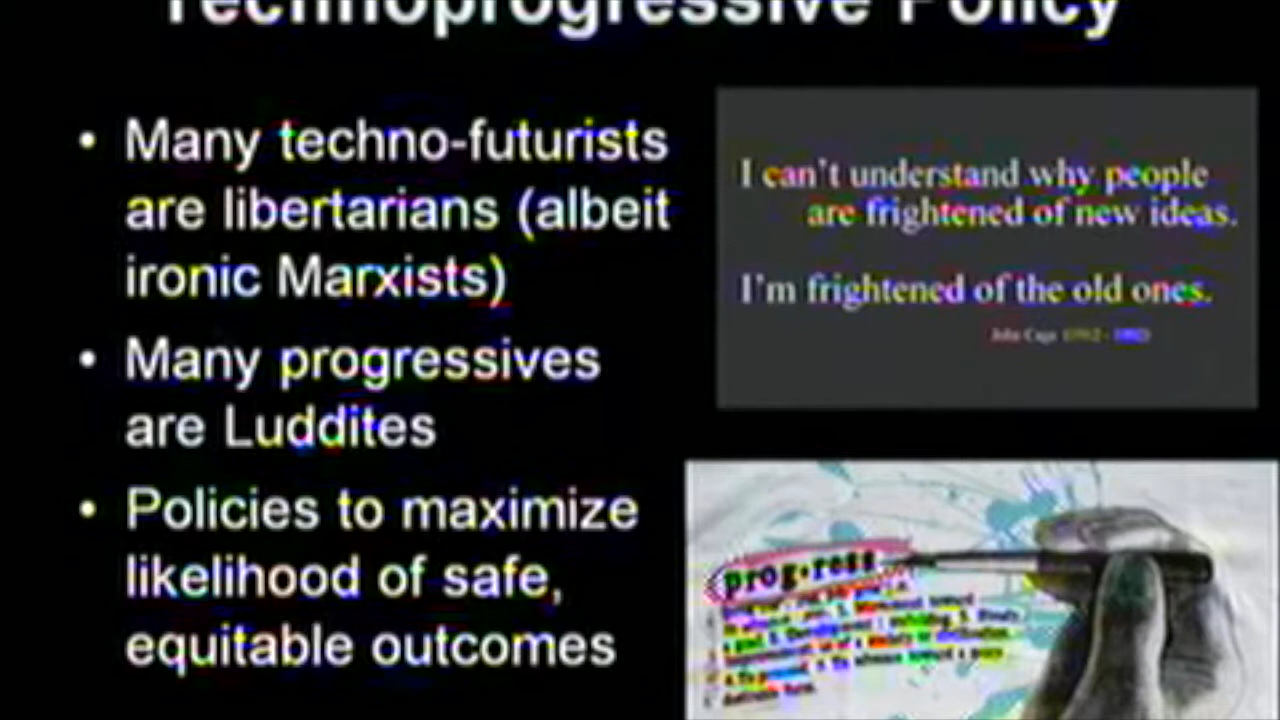 Technoprogressive Policy
• Many techno-futurists
are libertarians (albeit
ironic Marxists)
• Many progressives
are Luddites
• Policies to maximize
likelihood of safe,
equitable outcomes
I can't understand why people
are frightened of new ideas.
I'm frightened of the old ones.
John Cage (1912 - 1992)
prog·ress